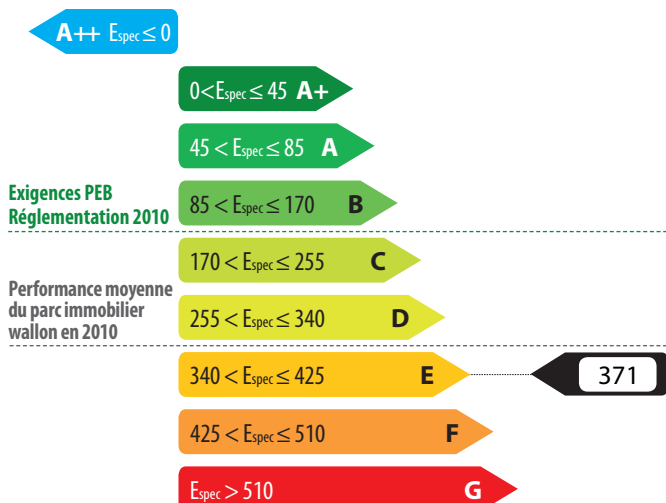 A++ Espec ≤ 0
0<Espec ≤ 45 A+
45 < Espec ≤ 85 A
Exigences PEB
Réglementation 2010
85 < Espec ≤ 170 B
170 < Espec ≤ 255 C
Performance moyenne
du parc immobilier
wallon en 2010
255 < Espec ≤ 340 D
340 < Espec ≤ 425 E
371
425 < Espec ≤ 510 F
Espec > 510 G